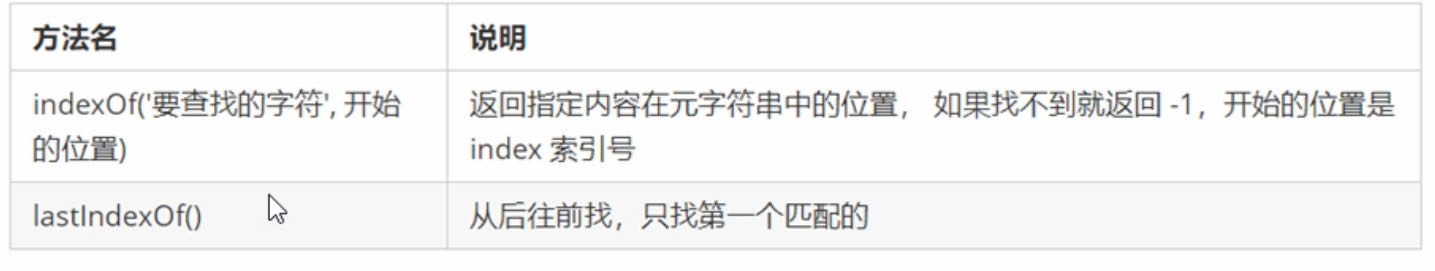 方法名
说明
indexOf('要查找的字符', 开始
的位置)
返回指定内容在元字符串中的位置， 如果找不到就返回 -1，开始的位置是
index 索引号
lastIndexOf()
从后往前找，只找第一个匹配的